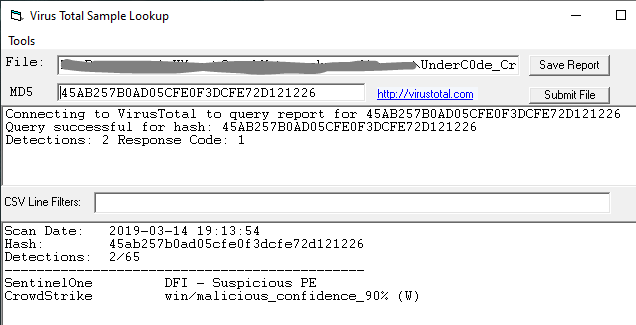 Virus Total Sample Lookup
Tools
File: \UnderC0de_Cr Save Report
MD5 45AB257B0AD05CFE0F3DCFE72D121226 http://virustotal.com Submit File
Connecting to VirusTotal to query report for 45AB257B0AD05CFE0F3DCFE72D121226
Query successful for hash: 45AB257B0AD05CFE0F3DCFE72D121226
Detections: 2 Response Code: 1
CSV Line Filters:
Scan Date: 2019-03-14 19:13:54
Hash: 45ab257b0ad05cfe0f3dcfe72d121226
Detections: 2/65
------------------------------------------------
SentinelOne DFI - Suspicious PE
CrowdStrike win/malicious_confidence_90% (W)